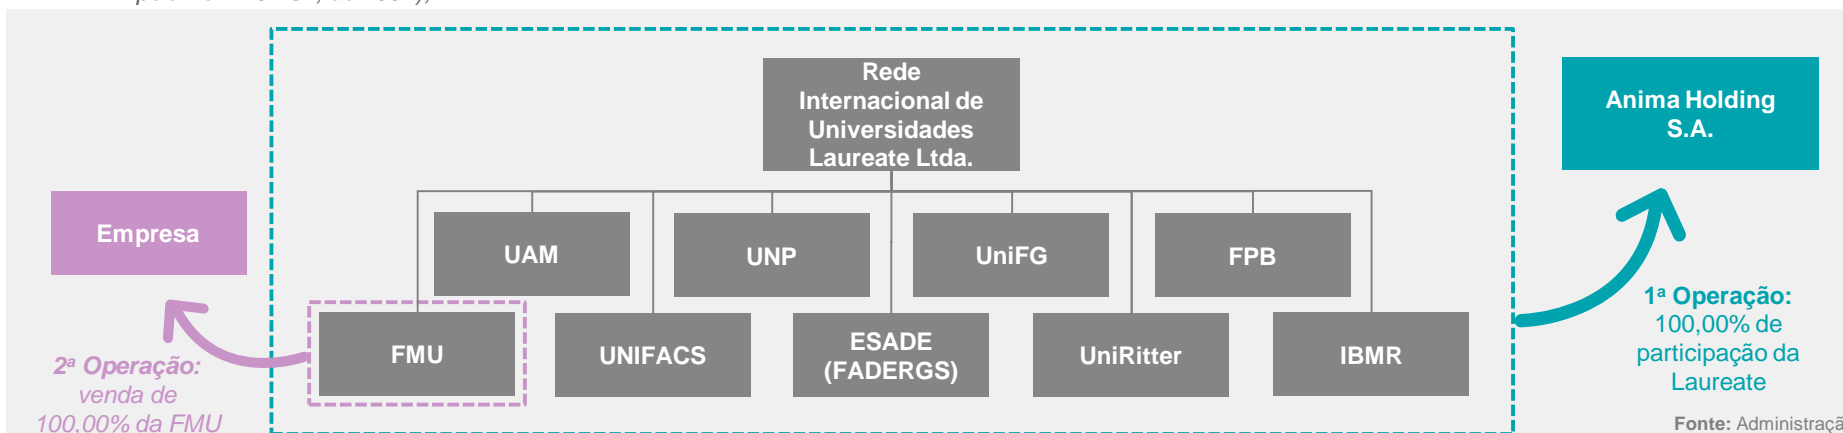 Rede
Internacional de
Universidades
Laureate Ltda.
Anima Holding
S.A.
Empresa
UAM
UNP
UniFG
FPB
FMU
UNIFACS
ESADE
(FADERGS)
UniRitter
IBMR
2ª Operação:
venda de
100,00% da FMU
1ª Operação:
100,00% de
participação da
Laureate
Fonte: Administraçã